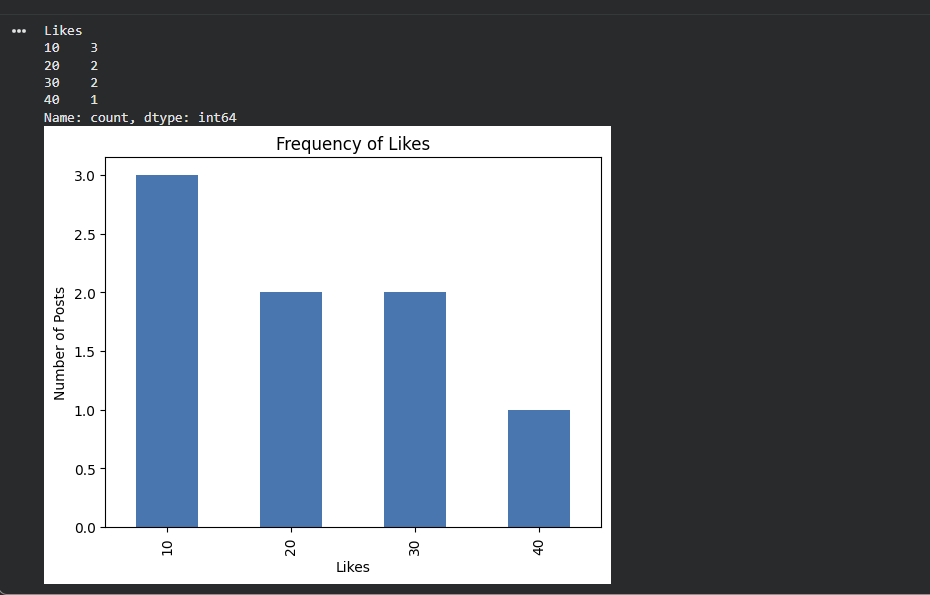 Likes
10    3
20    2
30    2
40    1
Name: count, dtype: int64
Frequency of Likes
Number of Posts
3.0
2.5
2.0
1.5
1.0
0.5
0.0
10 20 30 40
Likes